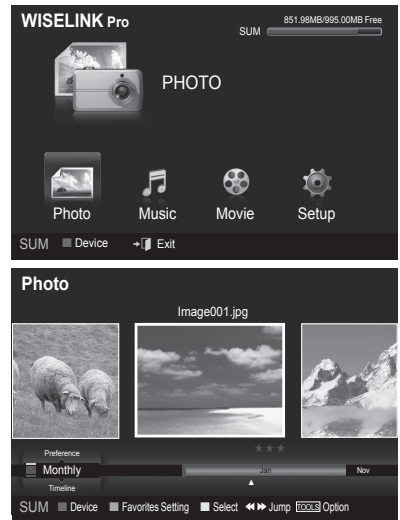 WISELINK Pro
851.98MB/995.00MB Free
SUM
PHOTO
Photo Music Movie Setup
SUM Device Exit
Photo
Image001.jpg
Preference
Monthly Jan Nov
Timeline
SUM Device Favorites Setting Select Jump TOOLS Option